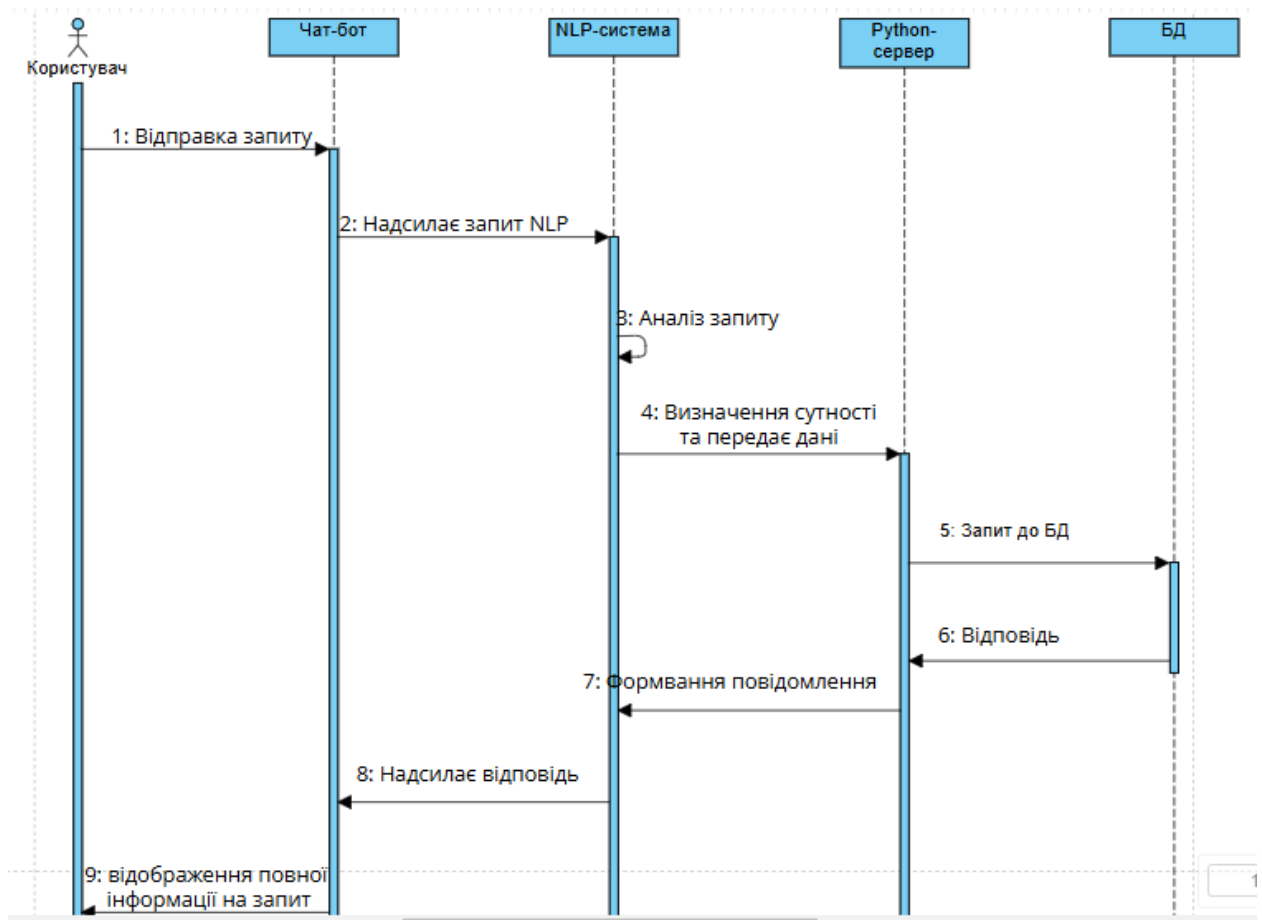 Користувач
Чат-бот
NLP-система
Python-
сервер
БД
1: Відправка запиту
2: Надсилає запит NLP
3: Аналіз запиту
4: Визначення сутності
та передає дані
5: Запит до БД
6: Відповідь
7: Формвання повідомлення
8: Надсилає відповідь
9: відображення повної
інформації на запит
1